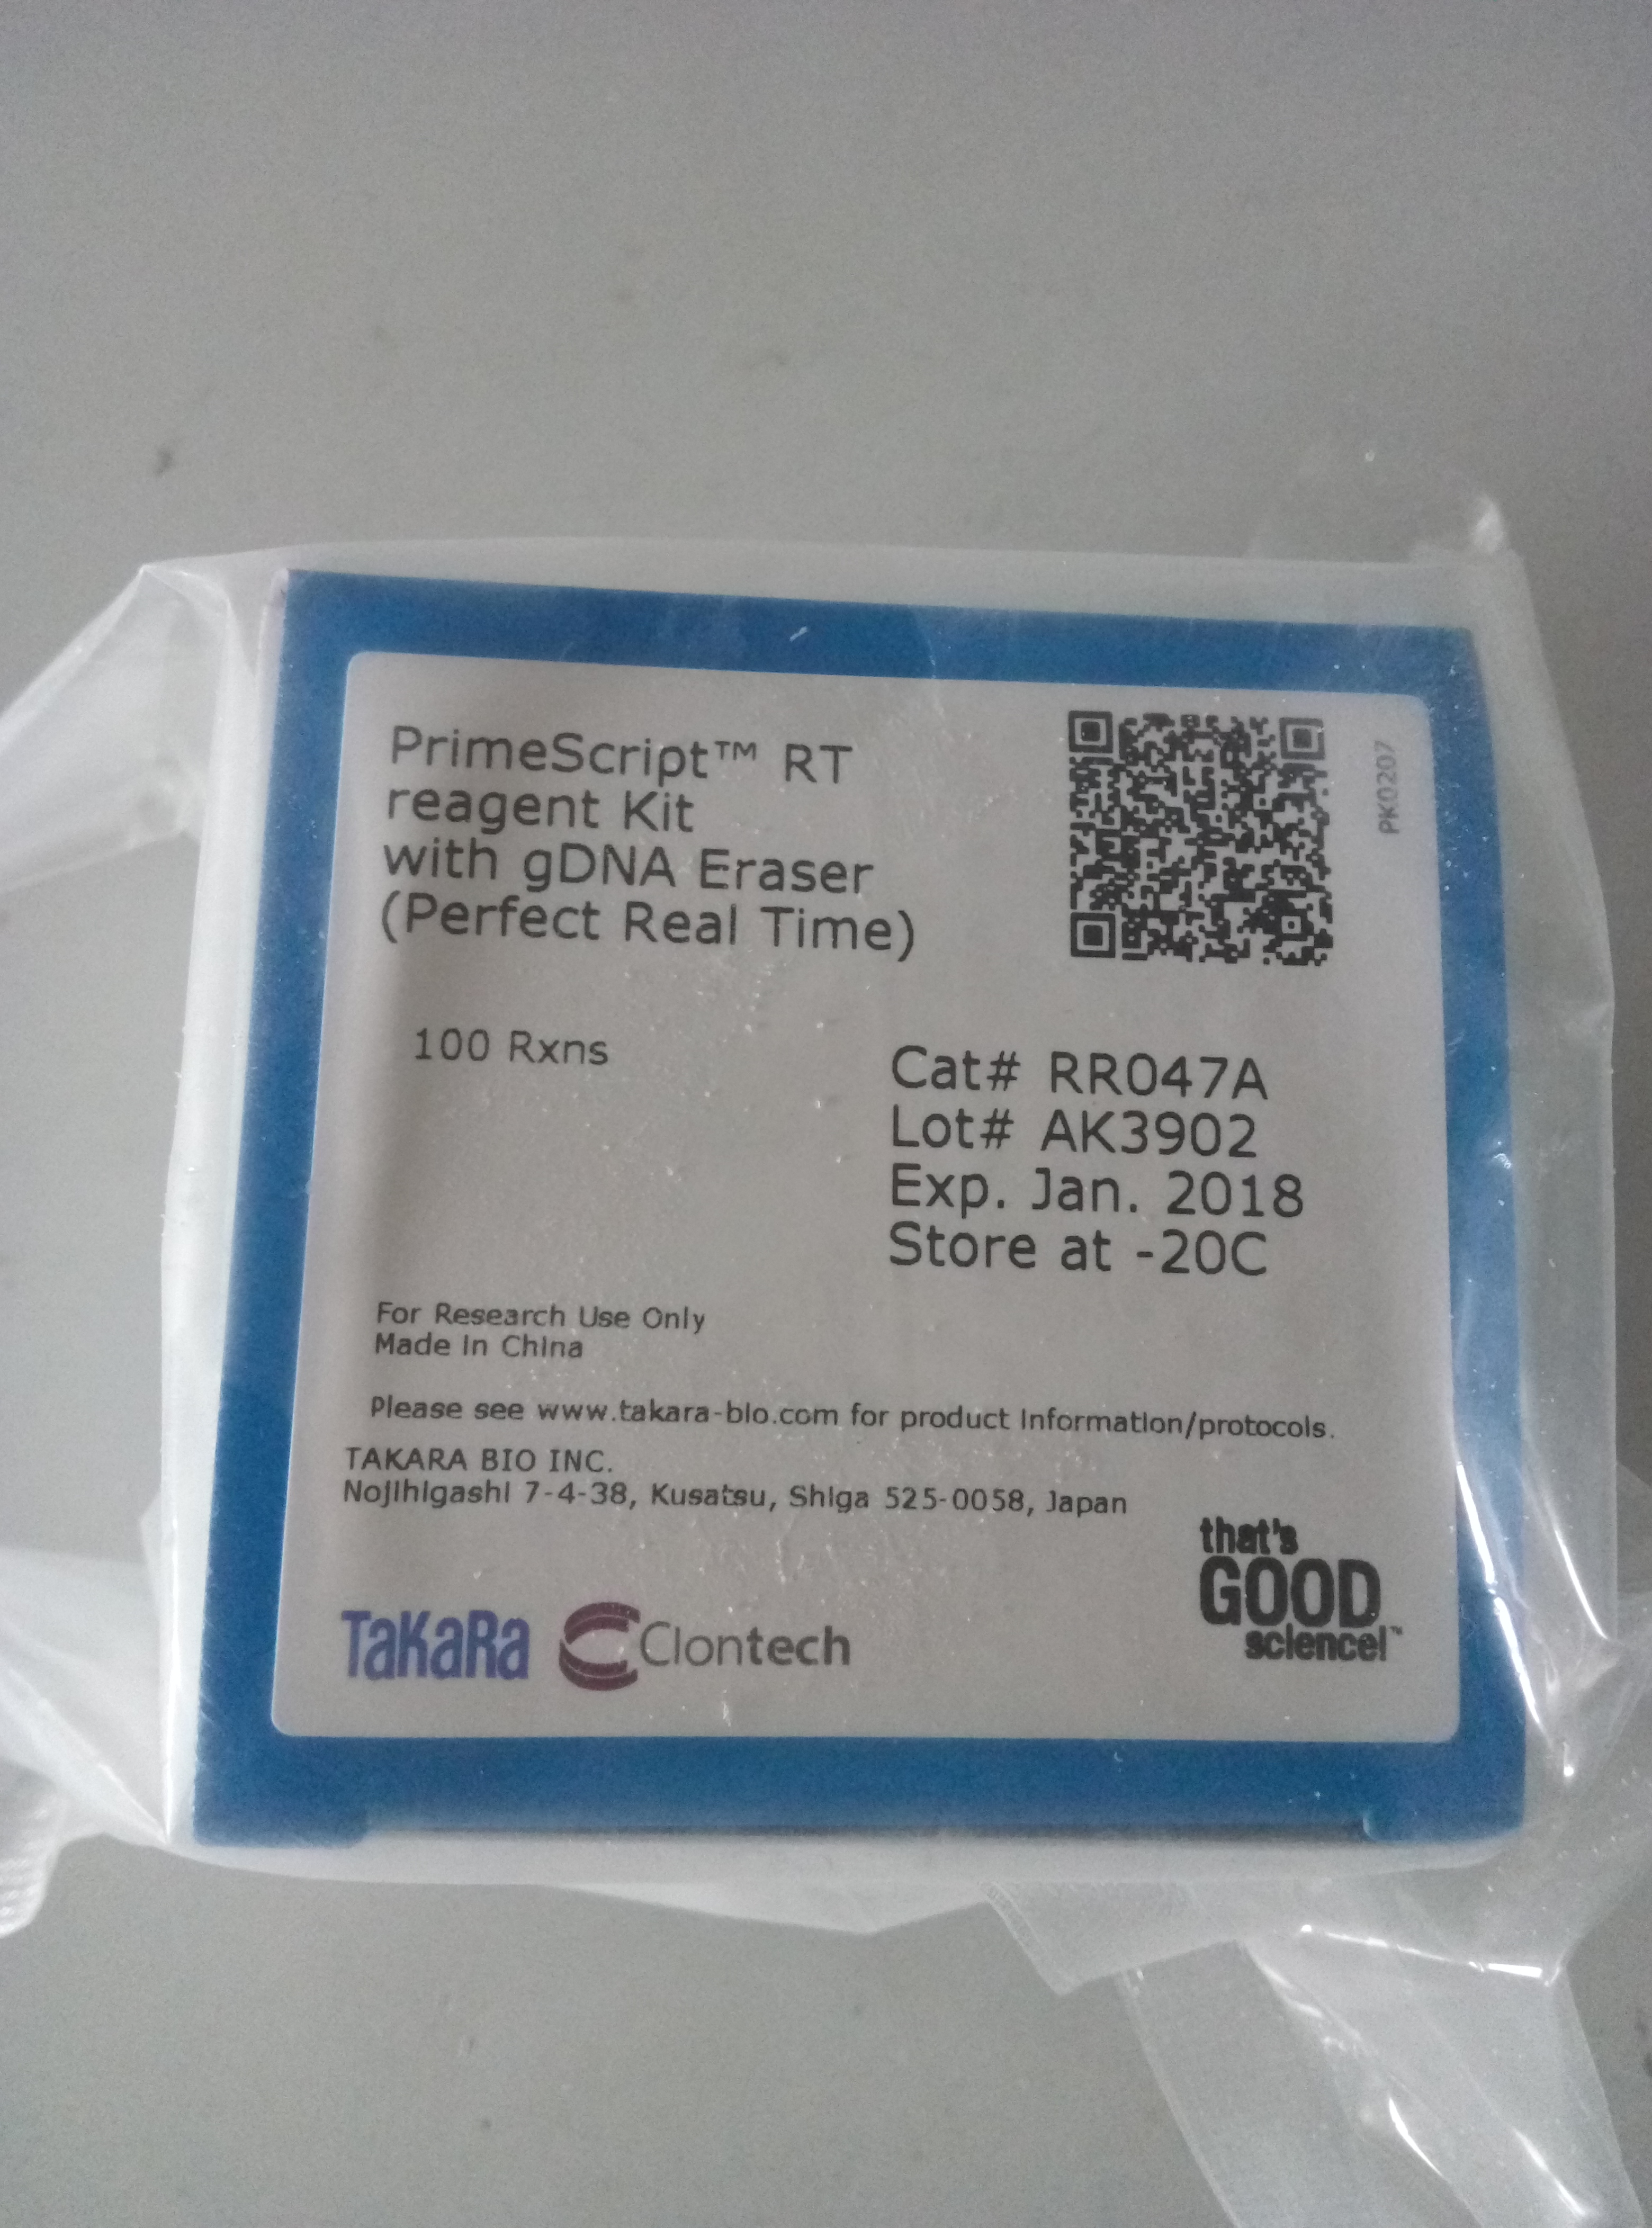 PrimeScript™ RT
reagent Kit
with gDNA Eraser
(Perfect Real Time)
PK0207
100 Rxns
Cat# RR047A
Lot# AK3902
Exp. Jan. 2018
Store at -20C
For Research Use Only
Made in China
Please see www.takara-bio.com for product information/protocols.
TAKARA BIO INC.
Nojihigashi 7-4-38, Kusatsu, Shiga 525-0058, Japan
that's
GOOD
science!™
TaKaRa Clontech